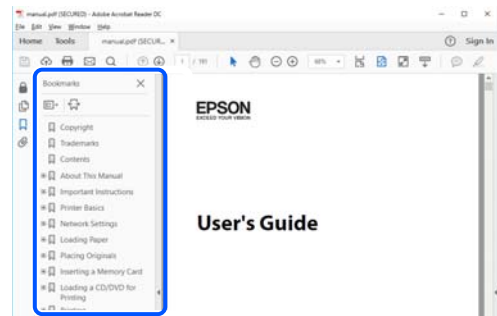 manual.pdf (SECURED) - Adobe Acrobat Reader DC
File Edit View Window Help
Home Tools manual.pdf (SECUR... ×
Sign In
Bookmarks
Copyright
Trademarks
Contents
About This Manual
Important Instructions
Printer Basics
Network Settings
Loading Paper
Placing Originals
Inserting a Memory Card
Loading a CD/DVD for
Printing
EPSON
EXCEED YOUR VISION
User's Guide